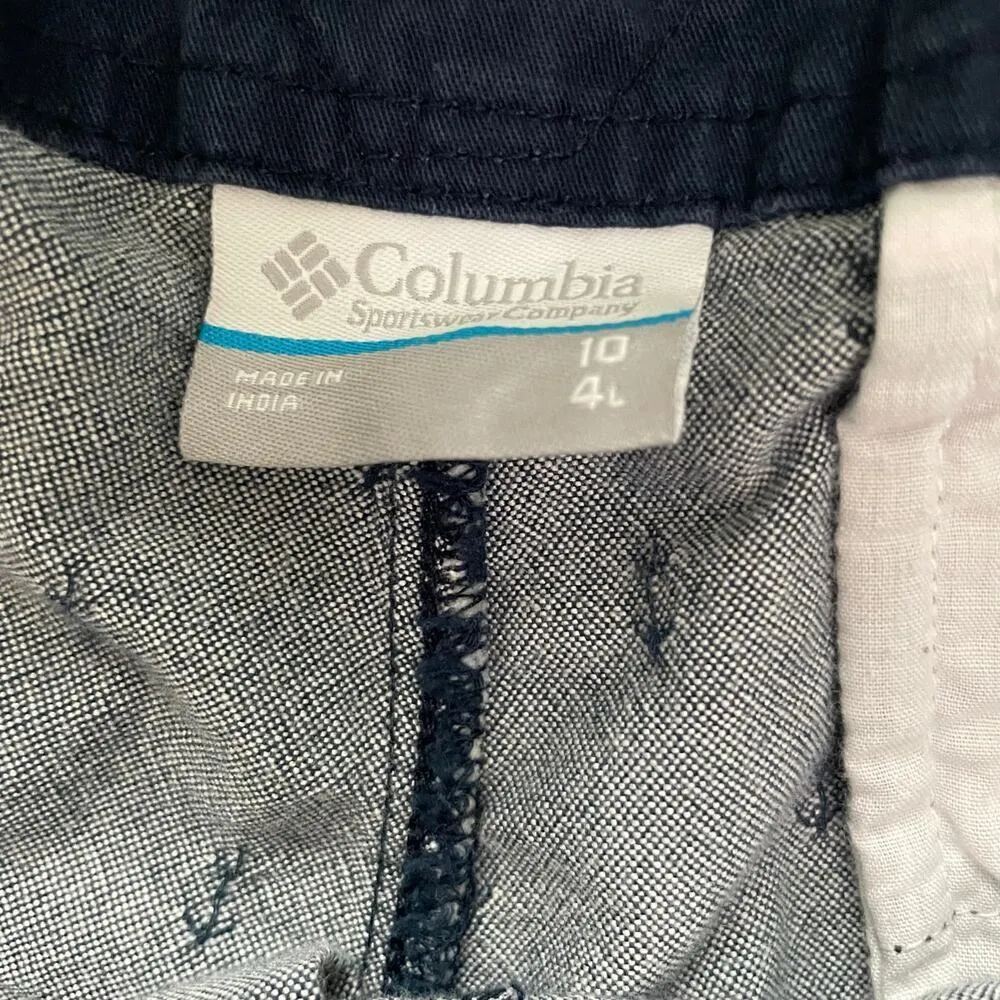 Columbia
Sportswear Company
10
4L
MADE IN
INDIA